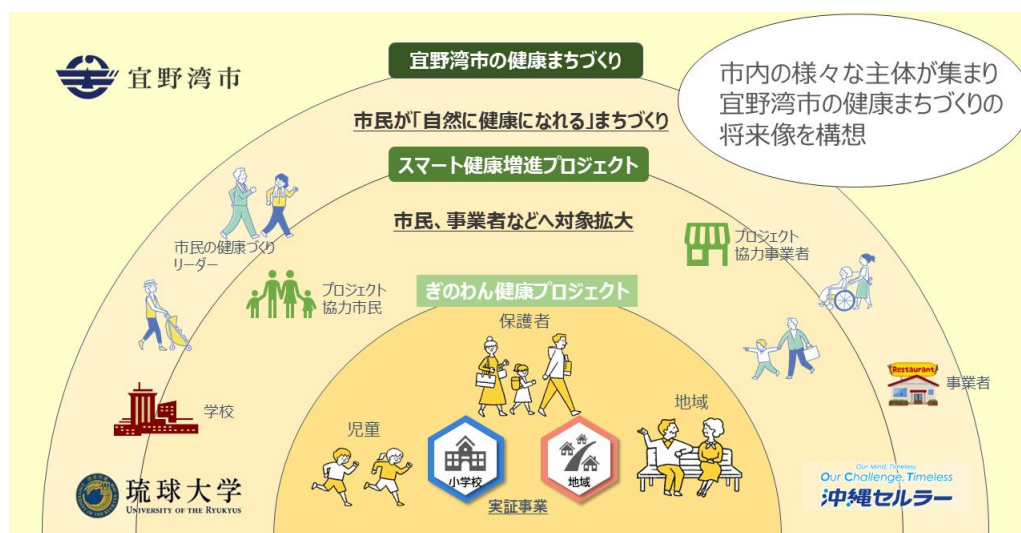 宜野湾市
宜野湾市の健康まちづくり
市内の様々な主体が集まり
宜野湾市の健康まちづくりの
将来像を構想
市民が「自然に健康になれる」まちづくり
スマート健康増進プロジェクト
市民、事業者などへ対象拡大
市民の健康づくり
リーダー
プロジェクト
協力事業者
プロジェクト
協力市民
ぎのわん健康プロジェクト
保護者
Restaurant
事業者
学校
児童
地域
小学校
地域
実証事業
琉球大学
UNIVERSITY OF THE RYUKYUS
Our Mind, Timeless
Our Challenge, Timeless
沖縄セルラー